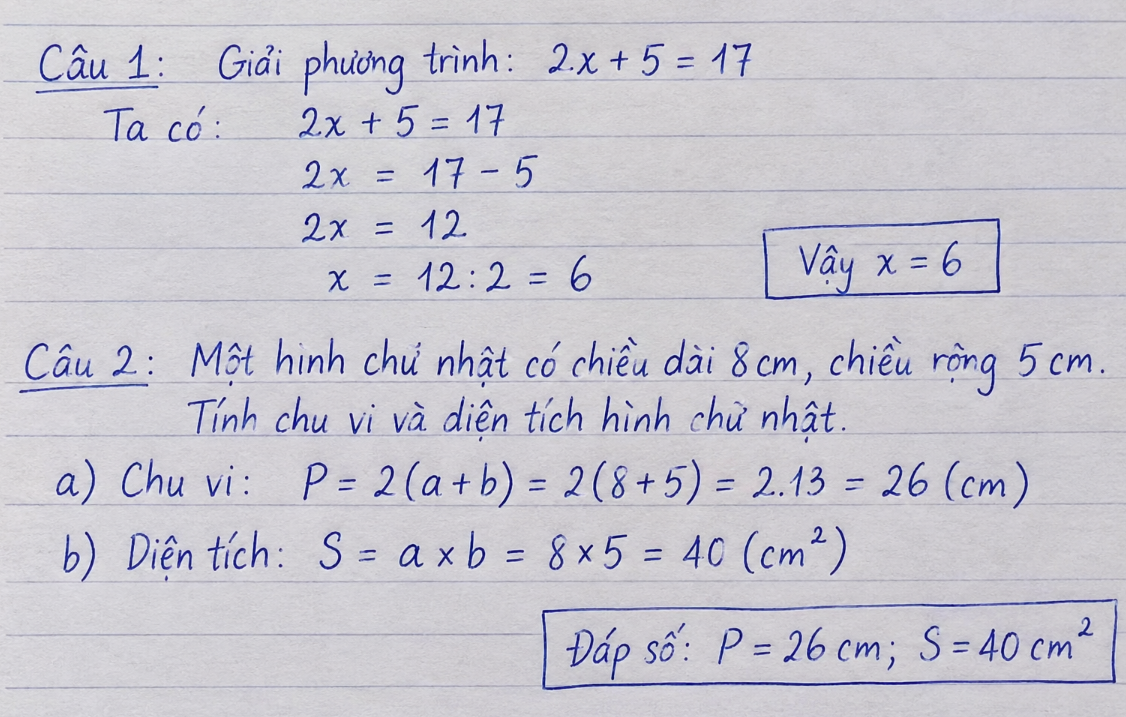 Câu 1: Giải phương trình: 2.x + 5 = 17
Ta có: 2x + 5 = 17
2x = 17 - 5
2x = 12
x = 12 : 2 = 6
Vậy x = 6
Câu 2: Một hình chữ nhật có chiều dài 8 cm, chiều rộng 5 cm.
Tính chu vi và diện tích hình chữ nhật.
a) Chu vi: P = 2(a + b) = 2(8 + 5) = 2.13 = 26 (cm)
b) Diện tích: S = a x b = 8 x 5 = 40 (cm²)
Đáp số: P = 26 cm; S = 40 cm²